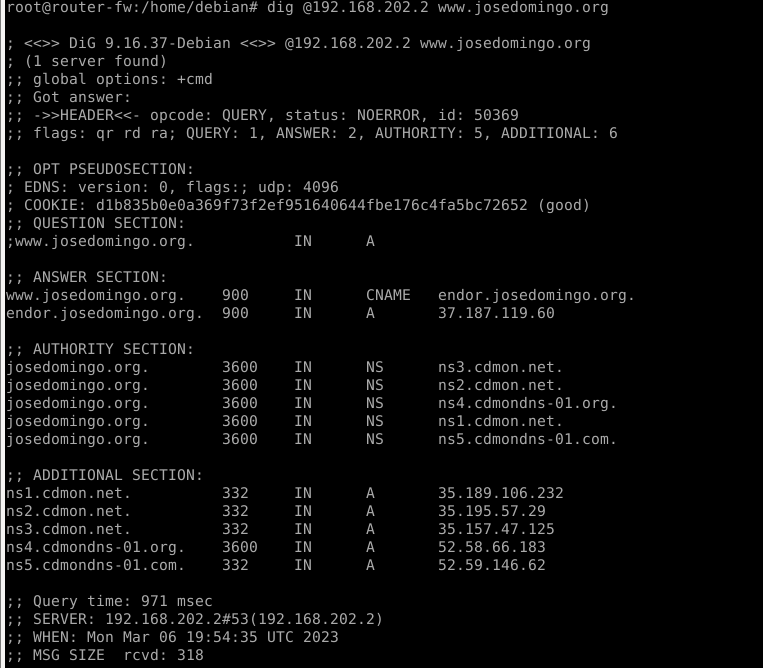 root@router-fw:/home/debian# dig @192.168.202.2 www.josedomingo.org
; <<>> DiG 9.16.37-Debian <<>> @192.168.202.2 www.josedomingo.org
; (1 server found)
;; global options: +cmd
;; Got answer:
;; ->>HEADER<<- opcode: QUERY, status: NOERROR, id: 50369
;; flags: qr rd ra; QUERY: 1, ANSWER: 2, AUTHORITY: 5, ADDITIONAL: 6
;; OPT PSEUDOSECTION:
; EDNS: version: 0, flags:; udp: 4096
; COOKIE: d1b835b0e0a369f73f2ef951640644fbe176c4fa5bc72652 (good)
;; QUESTION SECTION:
;www.josedomingo.org. IN A
;; ANSWER SECTION:
www.josedomingo.org. 900 IN CNAME endor.josedomingo.org.
endor.josedomingo.org. 900 IN A 37.187.119.60
;; AUTHORITY SECTION:
josedomingo.org. 3600 IN NS ns3.cdmon.net.
josedomingo.org. 3600 IN NS ns2.cdmon.net.
josedomingo.org. 3600 IN NS ns4.cdmondns-01.org.
josedomingo.org. 3600 IN NS ns1.cdmon.net.
josedomingo.org. 3600 IN NS ns5.cdmondns-01.com.
;; ADDITIONAL SECTION:
ns1.cdmon.net. 332 IN A 35.189.106.232
ns2.cdmon.net. 332 IN A 35.195.57.29
ns3.cdmon.net. 332 IN A 35.157.47.125
ns4.cdmondns-01.org. 3600 IN A 52.58.66.183
ns5.cdmondns-01.com. 332 IN A 52.59.146.62
;; Query time: 971 msec
;; SERVER: 192.168.202.2#53(192.168.202.2)
;; WHEN: Mon Mar 06 19:54:35 UTC 2023
;; MSG SIZE rcvd: 318